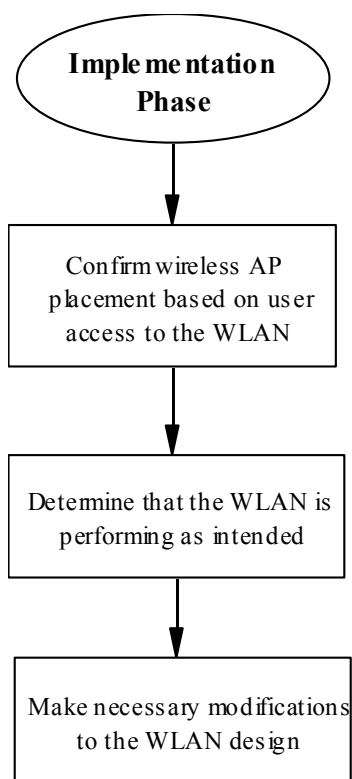 Implementation
Phase
Confirm wireless AP
placement based on user
access to the WLAN
Determine that the WLAN is
performing as intended
Make necessary modifications
to the WLAN design